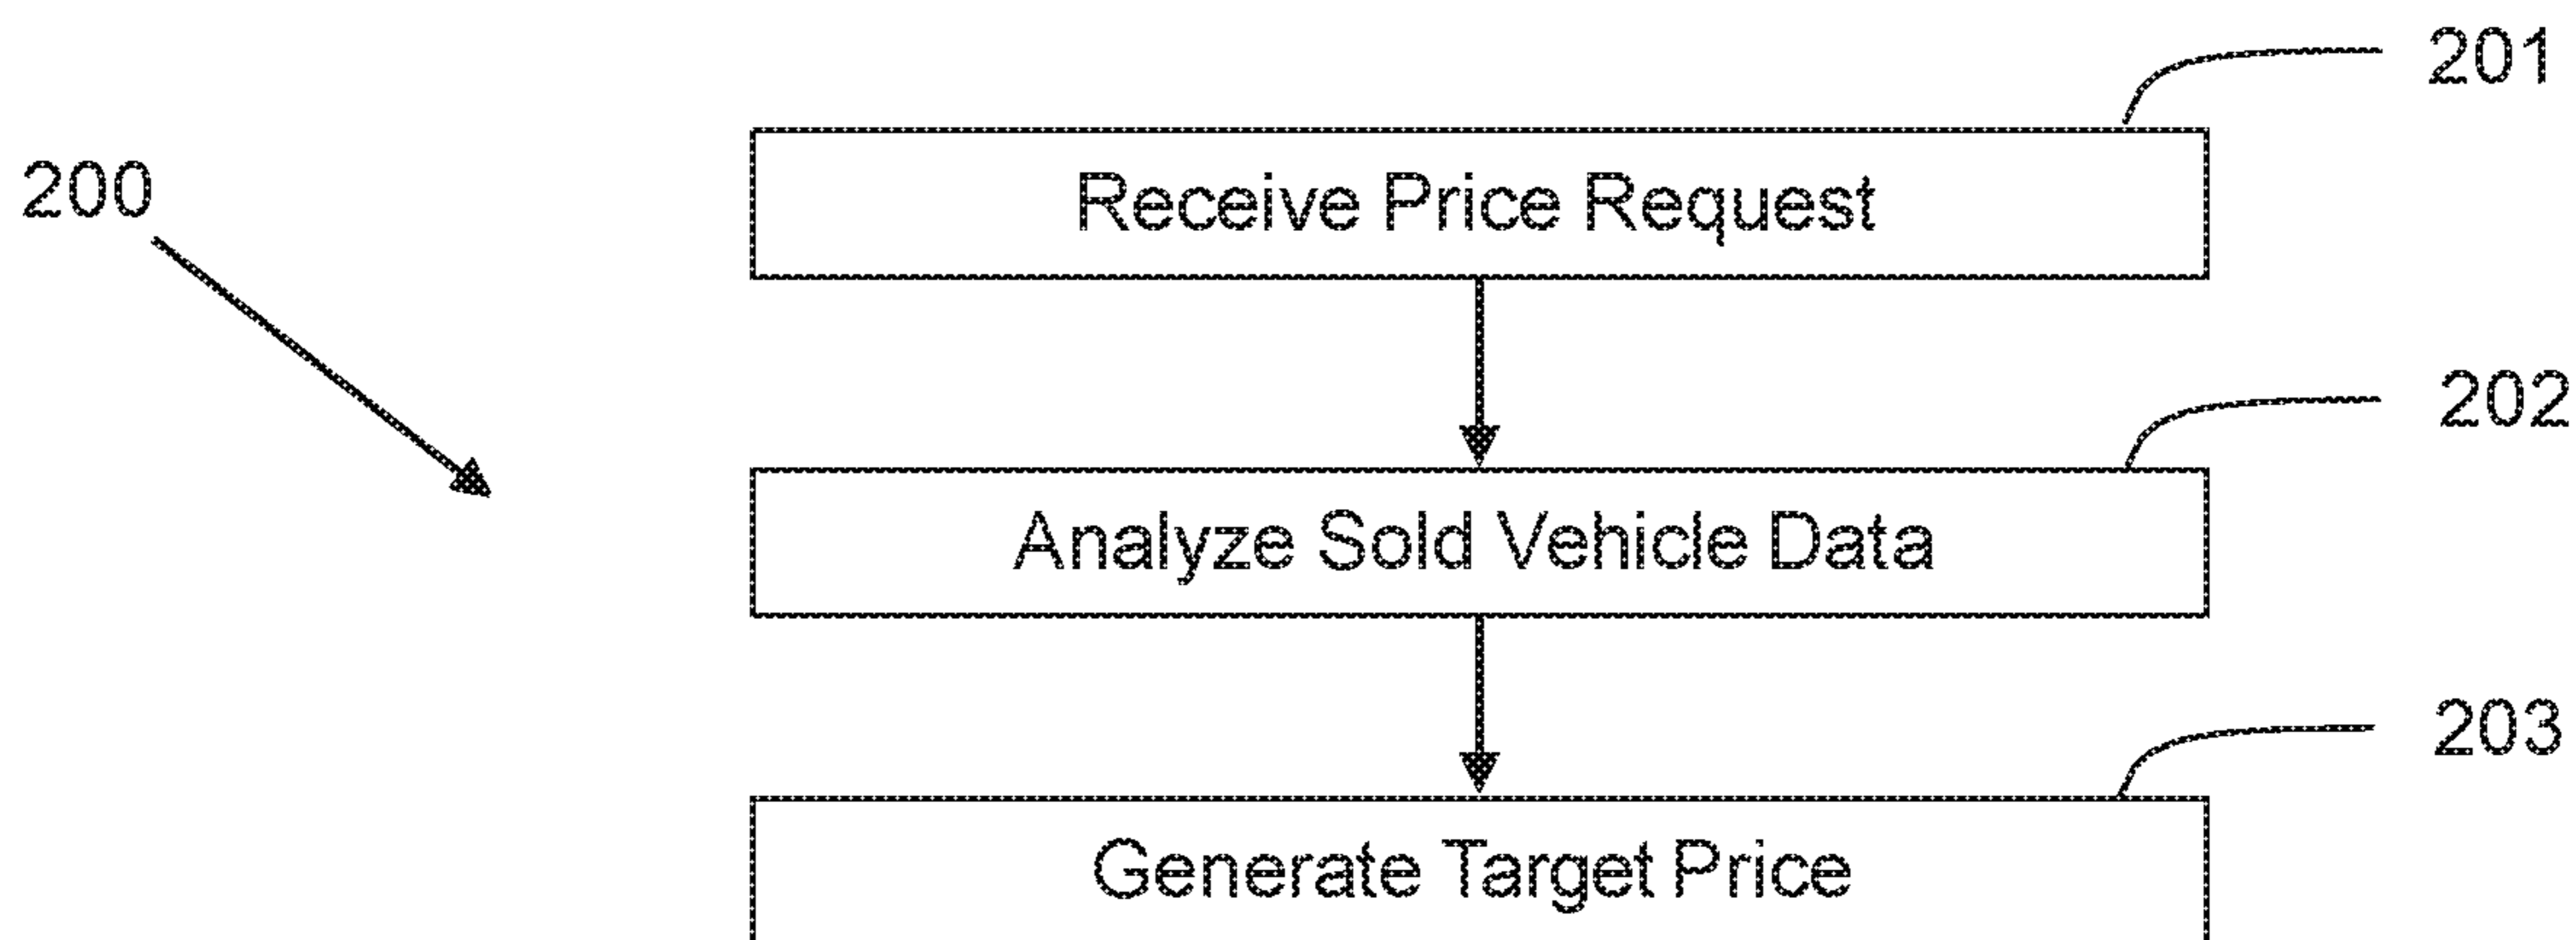 201
200
Receive Price Request
202
Analyze Sold Vehicle Data
203
Generate Target Price